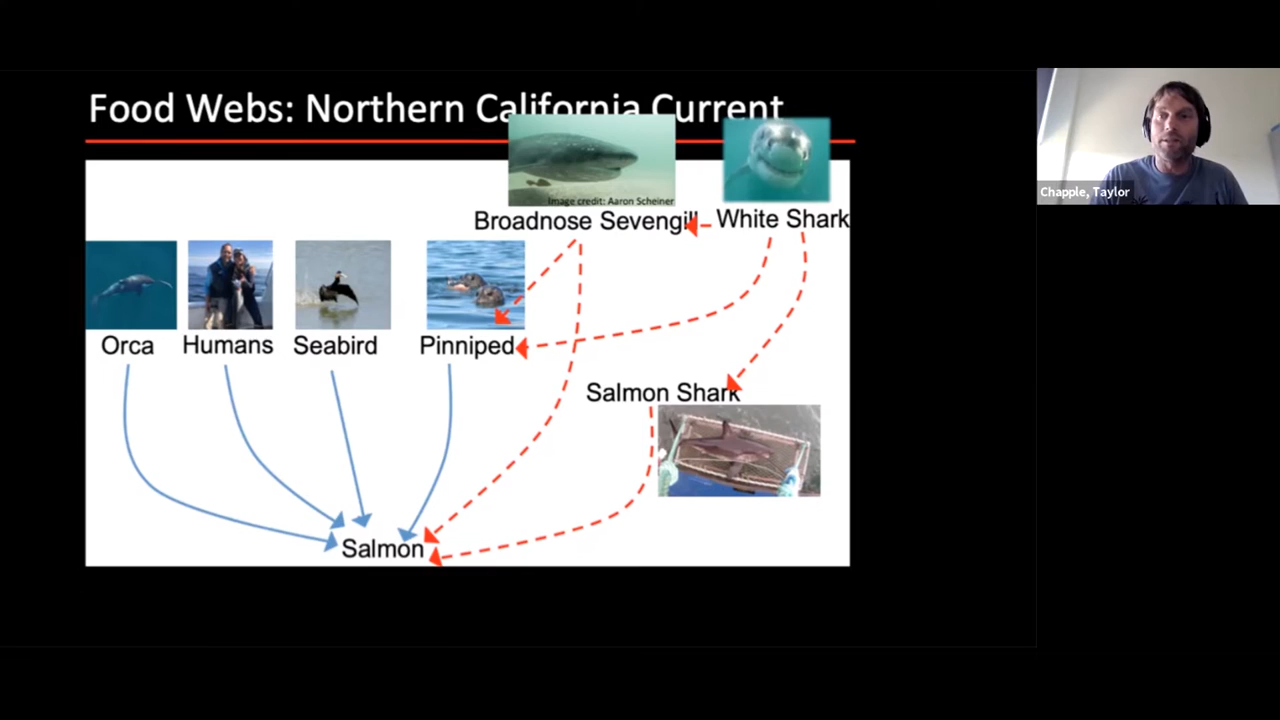 Food Webs: Northern California Current
Image credit: Aaron Scheiner
Broadnose Sevengill
White Shark
Chapple, Taylor
Orca
Humans
Seabird
Pinniped
Salmon Shark
Salmon